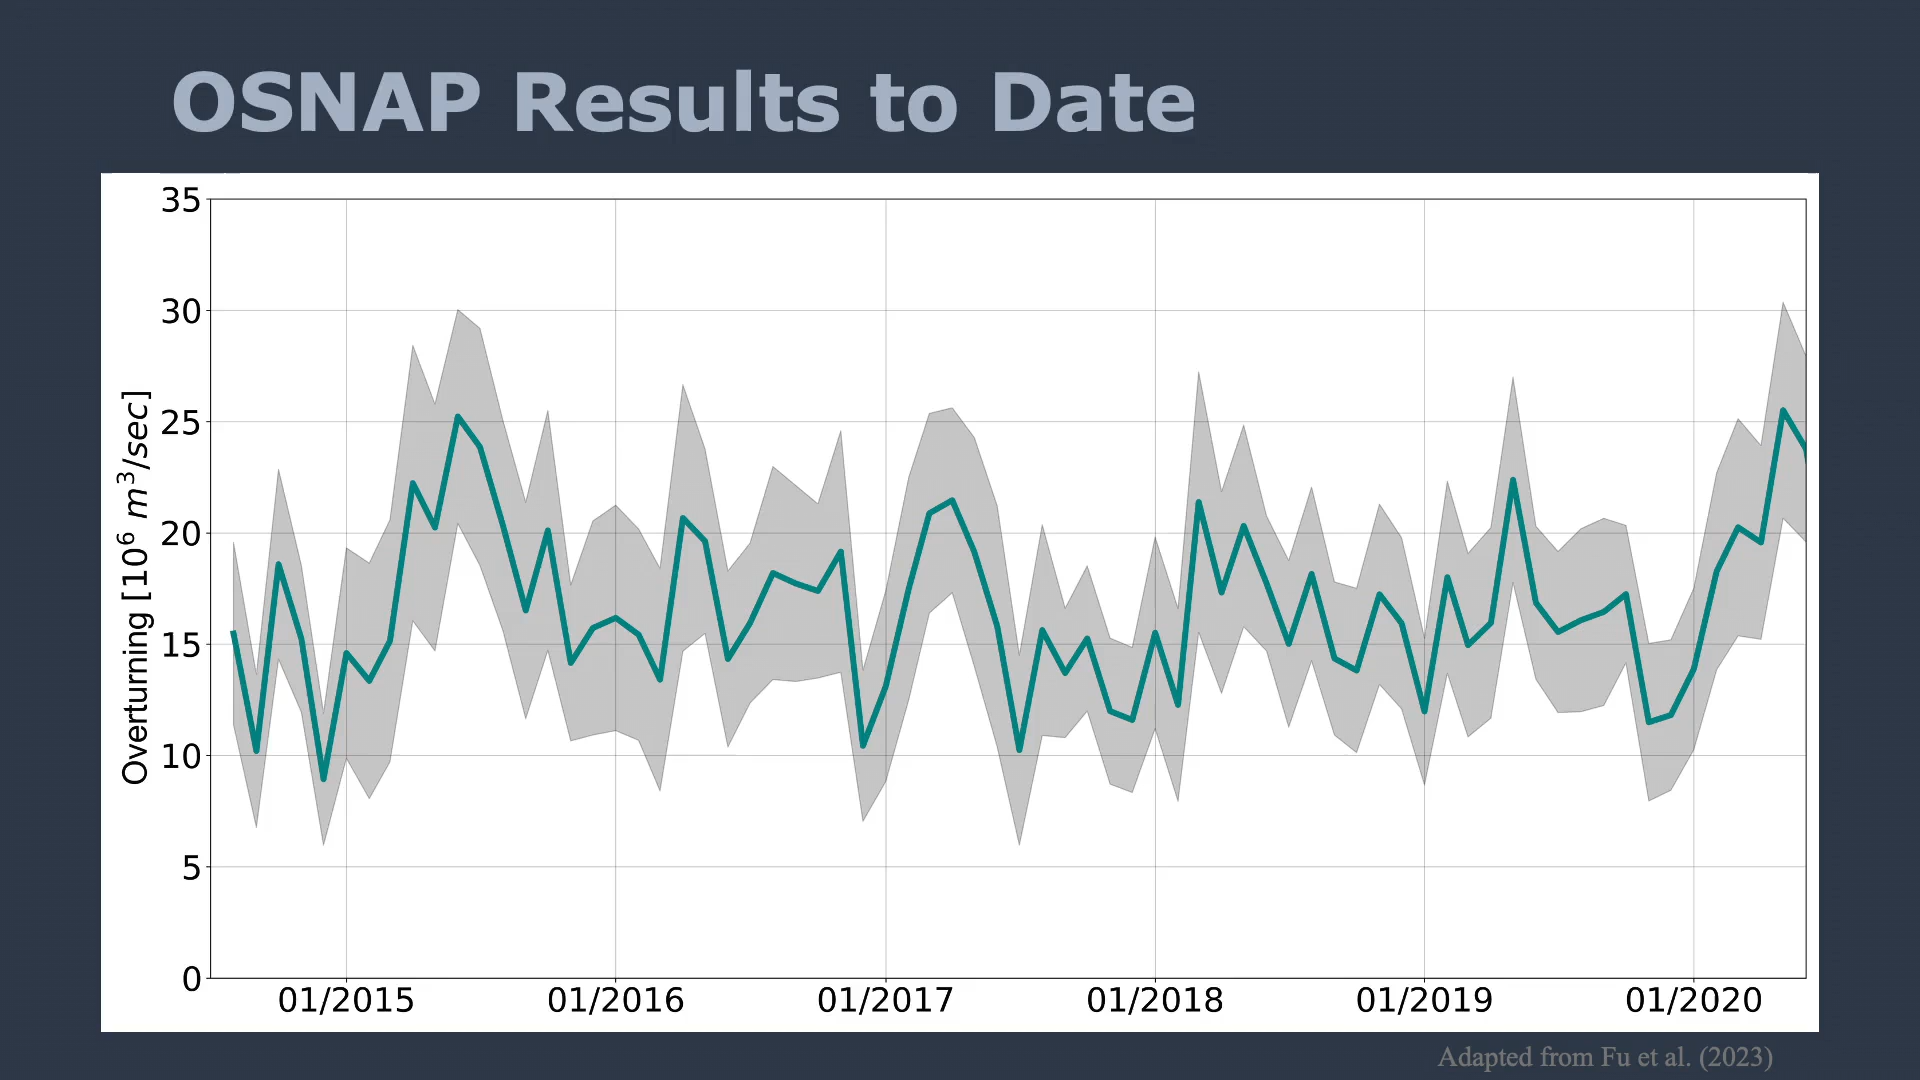 OSNAP Results to Date
35
30
25
20
15
10
5
0
Overturning [10⁶ m³/sec]
01/2015 01/2016 01/2017 01/2018 01/2019 01/2020
Adapted from Fu et al. (2023)